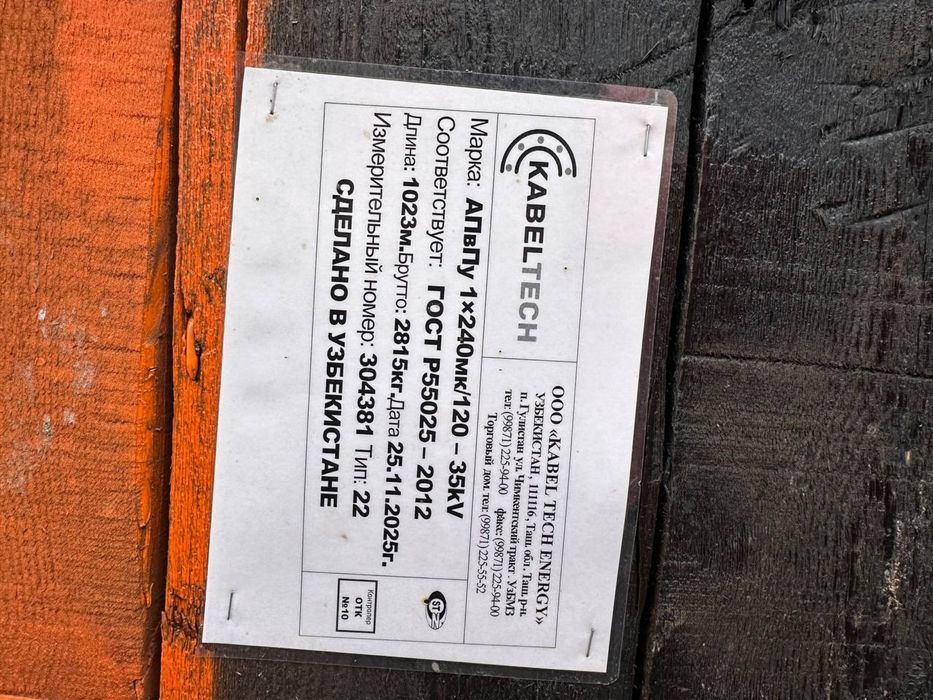 KABELTECH
ООО «KABEL TECH ENERGY»
УЗБЕКИСТАН, 111116, Таш. обл. Таш. р-н.
п. Гулистан ул. Чимкентский тракт. УзБМЗ
тел: (99871) 225-94-00 факс: (99871) 225-94-00
Торговый дом. тел: (99871) 225-55-52
Марка: АПвПу 1×240мк/120 – 35kV
Соответствует: ГОСТ Р55025 – 2012
Длина: 1023м.Брутто: 2815кг.Дата 25.11.2025г.
Измерительный номер: 304381 Тип: 22
СДЕЛАНО В УЗБЕКИСТАНЕ
ST
Контролер
ОТК
№10